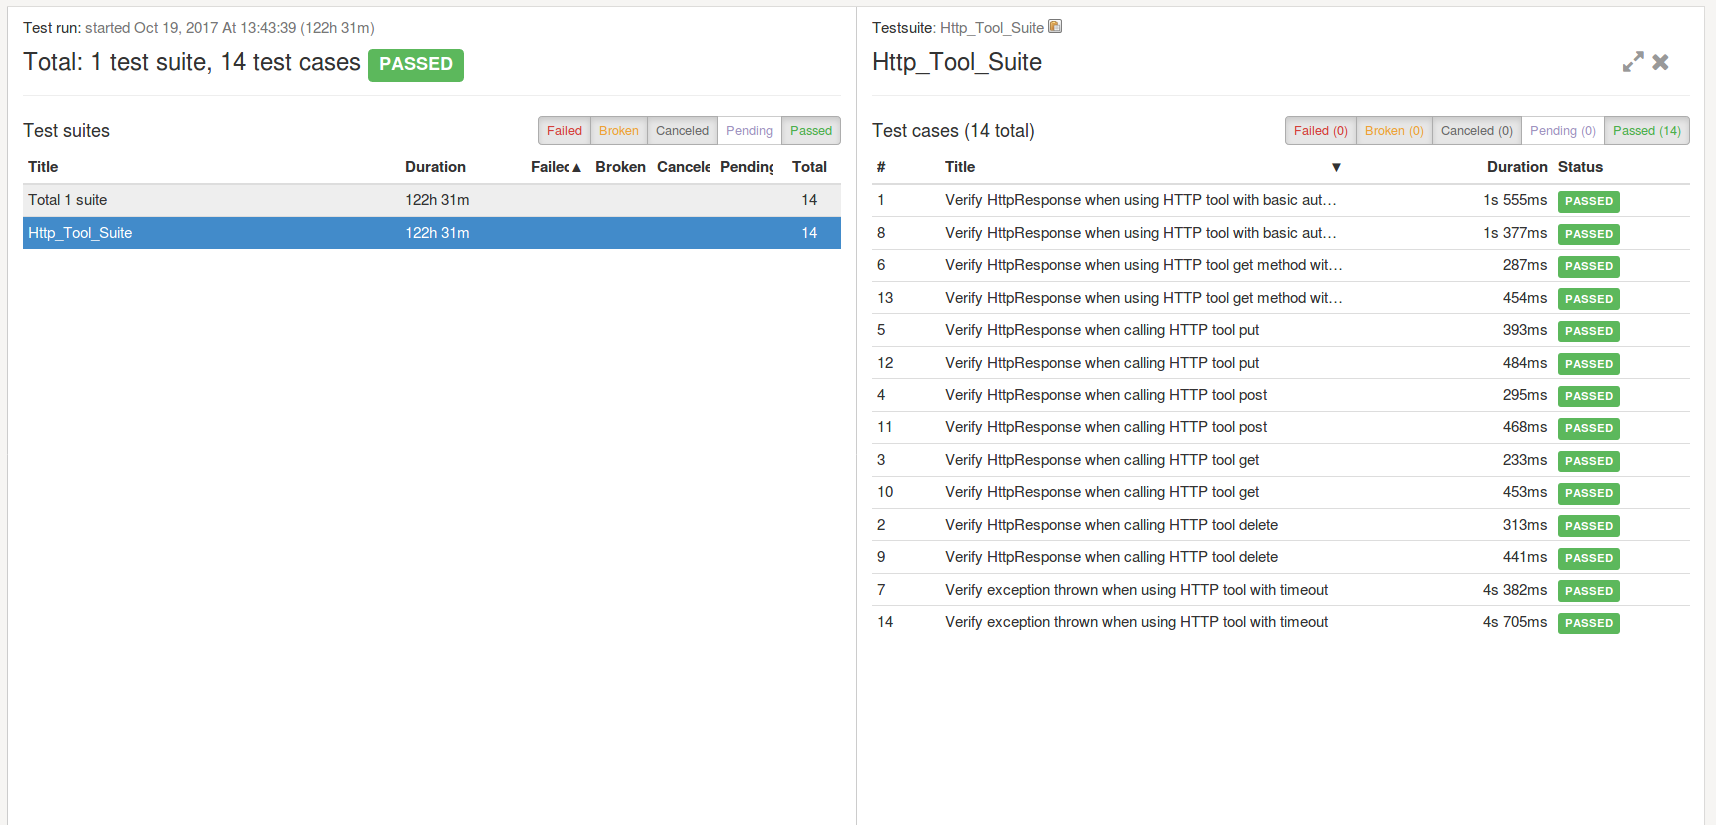 Test run: started Oct 19, 2017 At 13:43:39 (122h 31m)
Total: 1 test suite, 14 test cases PASSED
Test suites
Failed Broken Canceled Pending Passed
Title Duration Failec▲ Broken Cancele Pending Total
Total 1 suite 122h 31m 14
Http_Tool_Suite 122h 31m 14
Testsuite: Http_Tool_Suite
Http_Tool_Suite
Test cases (14 total)
Failed (0) Broken (0) Canceled (0) Pending (0) Passed (14)
# Title ▼ Duration Status
1 Verify HttpResponse when using HTTP tool with basic aut… 1s 555ms PASSED
8 Verify HttpResponse when using HTTP tool with basic aut… 1s 377ms PASSED
6 Verify HttpResponse when using HTTP tool get method wit… 287ms PASSED
13 Verify HttpResponse when using HTTP tool get method wit… 454ms PASSED
5 Verify HttpResponse when calling HTTP tool put 393ms PASSED
12 Verify HttpResponse when calling HTTP tool put 484ms PASSED
4 Verify HttpResponse when calling HTTP tool post 295ms PASSED
11 Verify HttpResponse when calling HTTP tool post 468ms PASSED
3 Verify HttpResponse when calling HTTP tool get 233ms PASSED
10 Verify HttpResponse when calling HTTP tool get 453ms PASSED
2 Verify HttpResponse when calling HTTP tool delete 313ms PASSED
9 Verify HttpResponse when calling HTTP tool delete 441ms PASSED
7 Verify exception thrown when using HTTP tool with timeout 4s 382ms PASSED
14 Verify exception thrown when using HTTP tool with timeout 4s 705ms PASSED